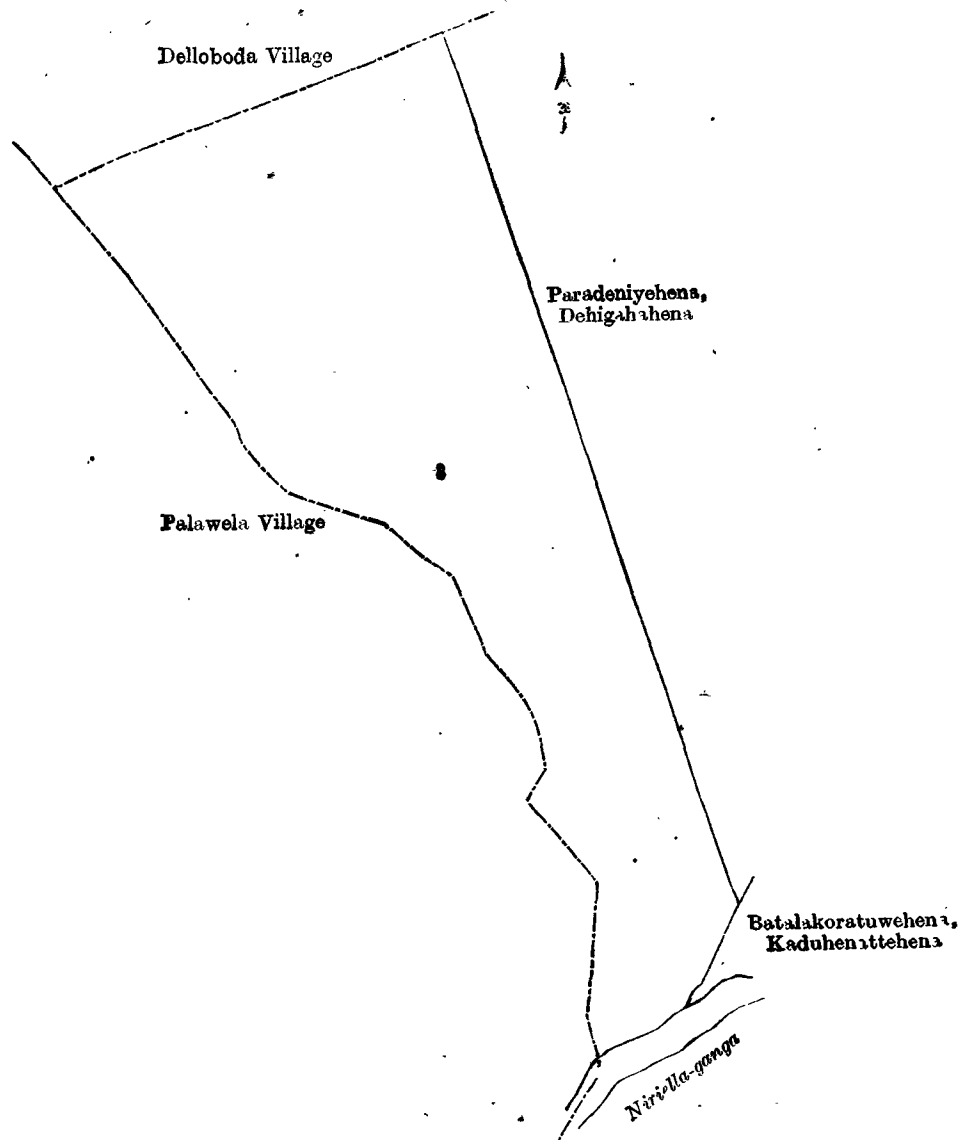 Delloboda Village
Paradeniyehena,
Dehigahahena
8
Palawela Village
Batalakoratuwehena,
Kaduhenattehena
Niriella-ganga